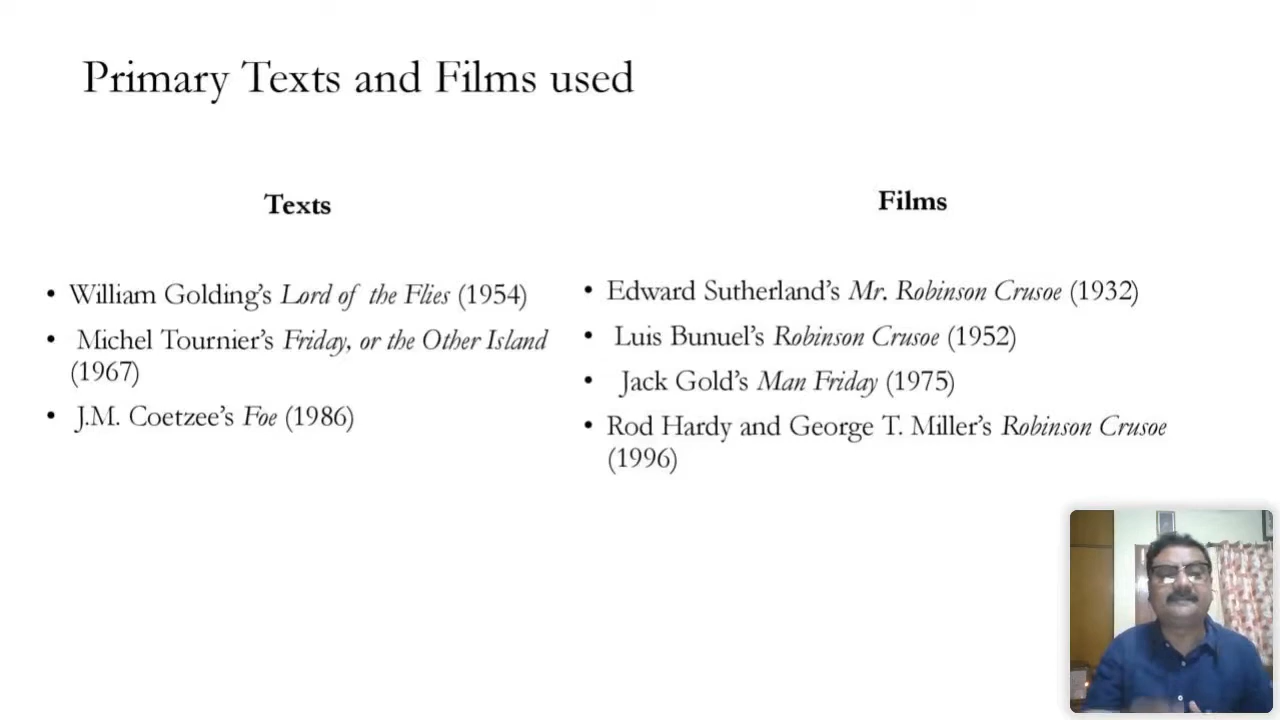 Primary Texts and Films used
Texts
• William Golding’s Lord of the Flies (1954)
• Michel Tournier’s Friday, or the Other Island
(1967)
• J.M. Coetzee’s Foe (1986)
Films
• Edward Sutherland’s Mr. Robinson Crusoe (1932)
• Luis Bunuel’s Robinson Crusoe (1952)
• Jack Gold’s Man Friday (1975)
• Rod Hardy and George T. Miller’s Robinson Crusoe
(1996)